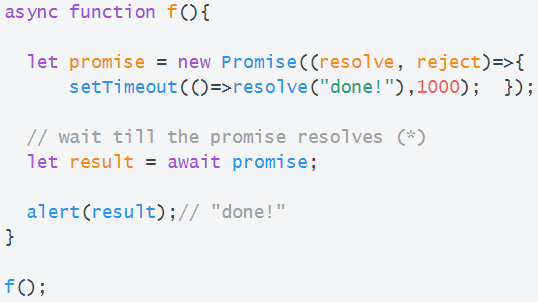 async function f(){
let promise = new Promise((resolve, reject)=>{
setTimeout(()=>resolve("done!"),1000);  });
// wait till the promise resolves (*)
let result = await promise;
alert(result);// "done!"
}
f();